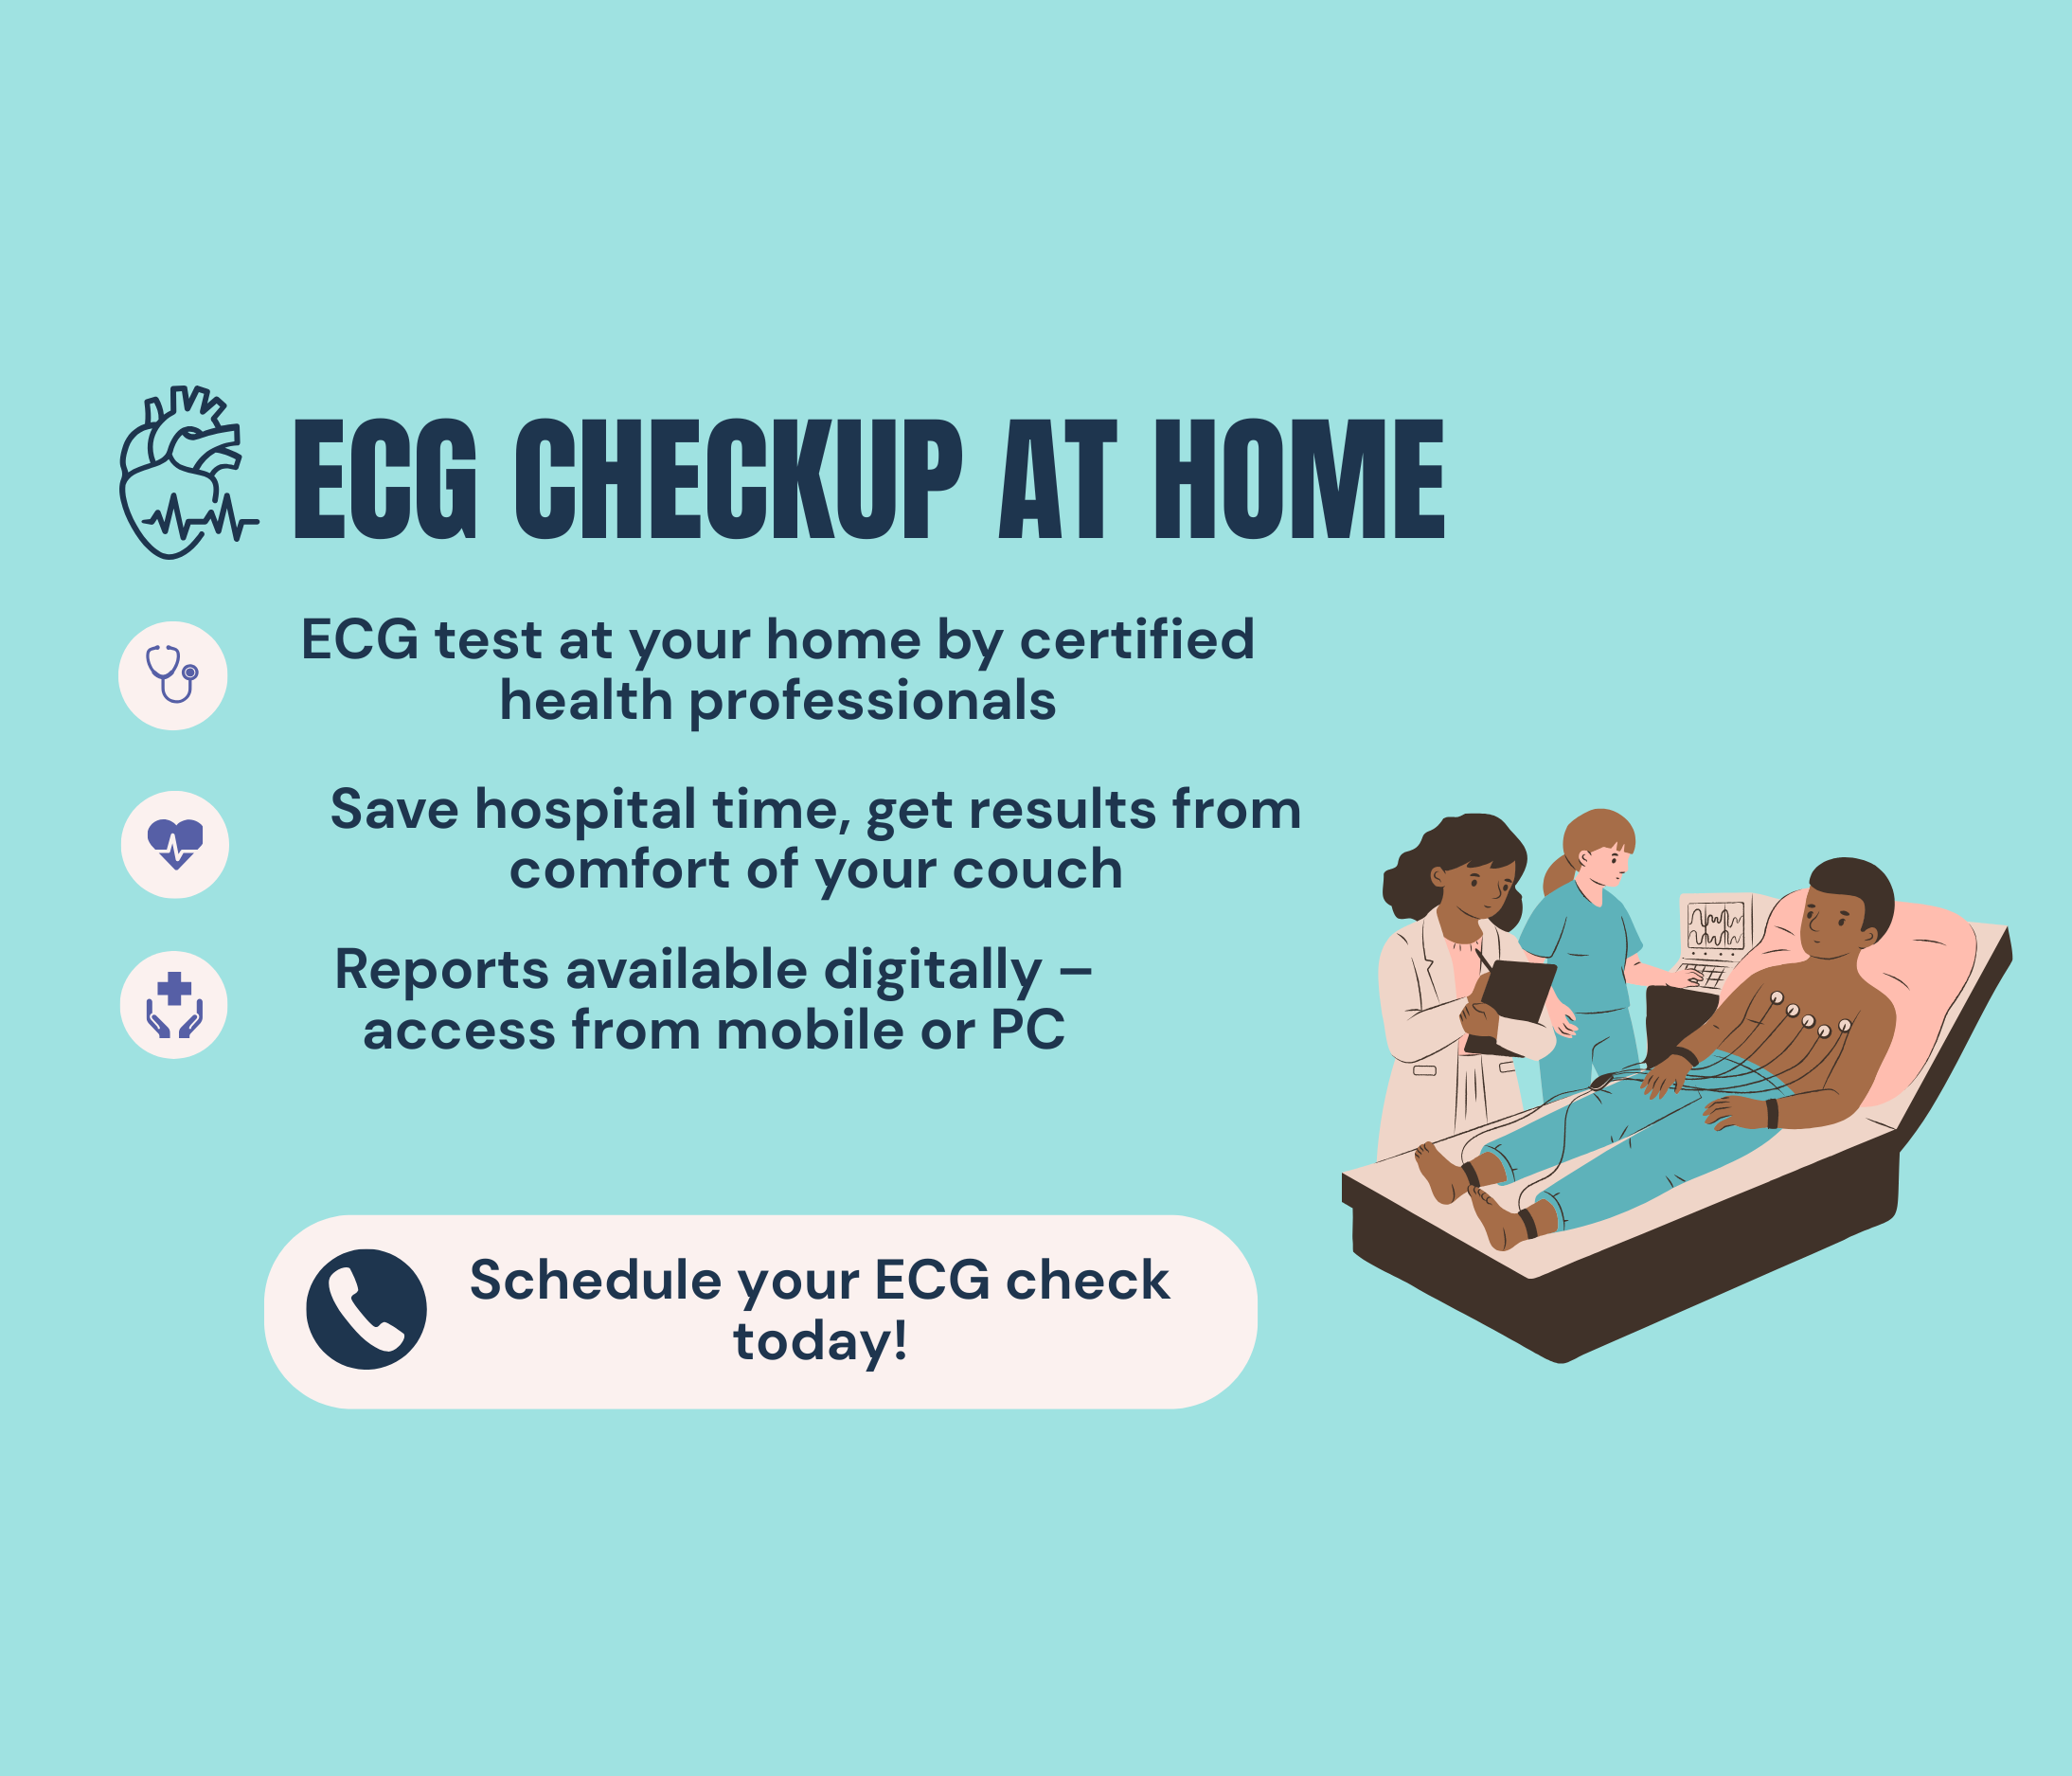 ECG CHECKUP AT HOME
ECG test at your home by certified
health professionals
Save hospital time, get results from
comfort of your couch
Reports available digitally –
access from mobile or PC
Schedule your ECG check
today!